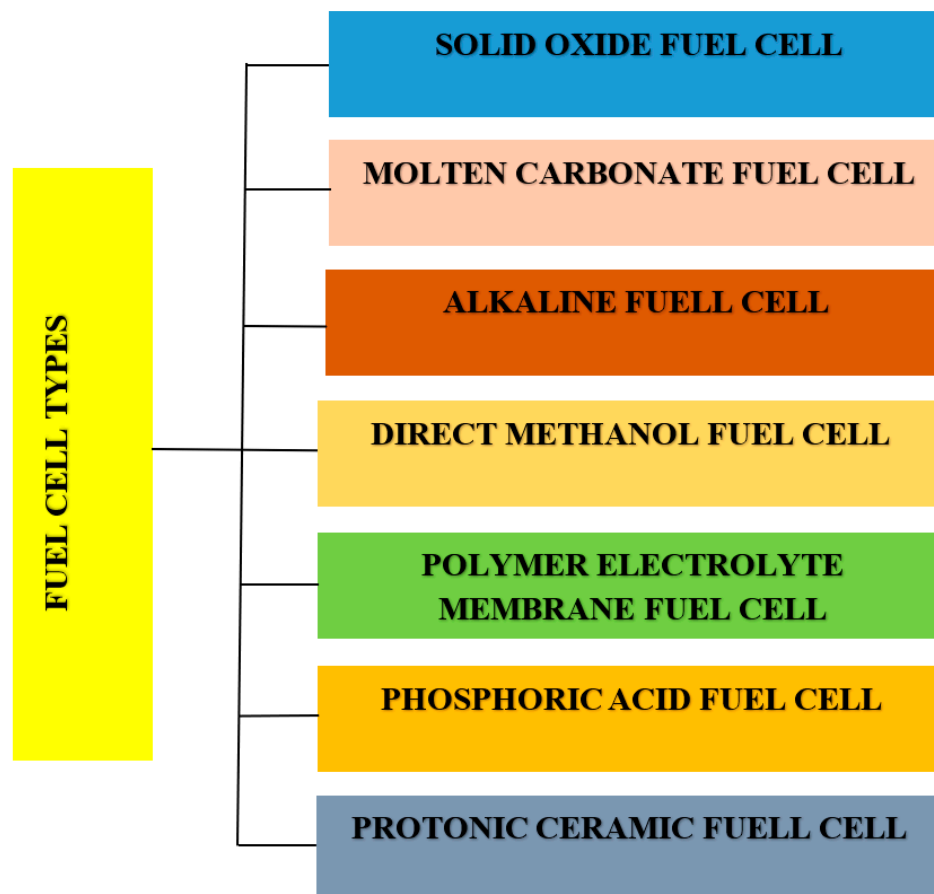 FUEL CELL TYPES
SOLID OXIDE FUEL CELL
MOLTEN CARBONATE FUEL CELL
ALKALINE FUELL CELL
DIRECT METHANOL FUEL CELL
POLYMER ELECTROLYTE
MEMBRANE FUEL CELL
PHOSPHORIC ACID FUEL CELL
PROTONIC CERAMIC FUELL CELL